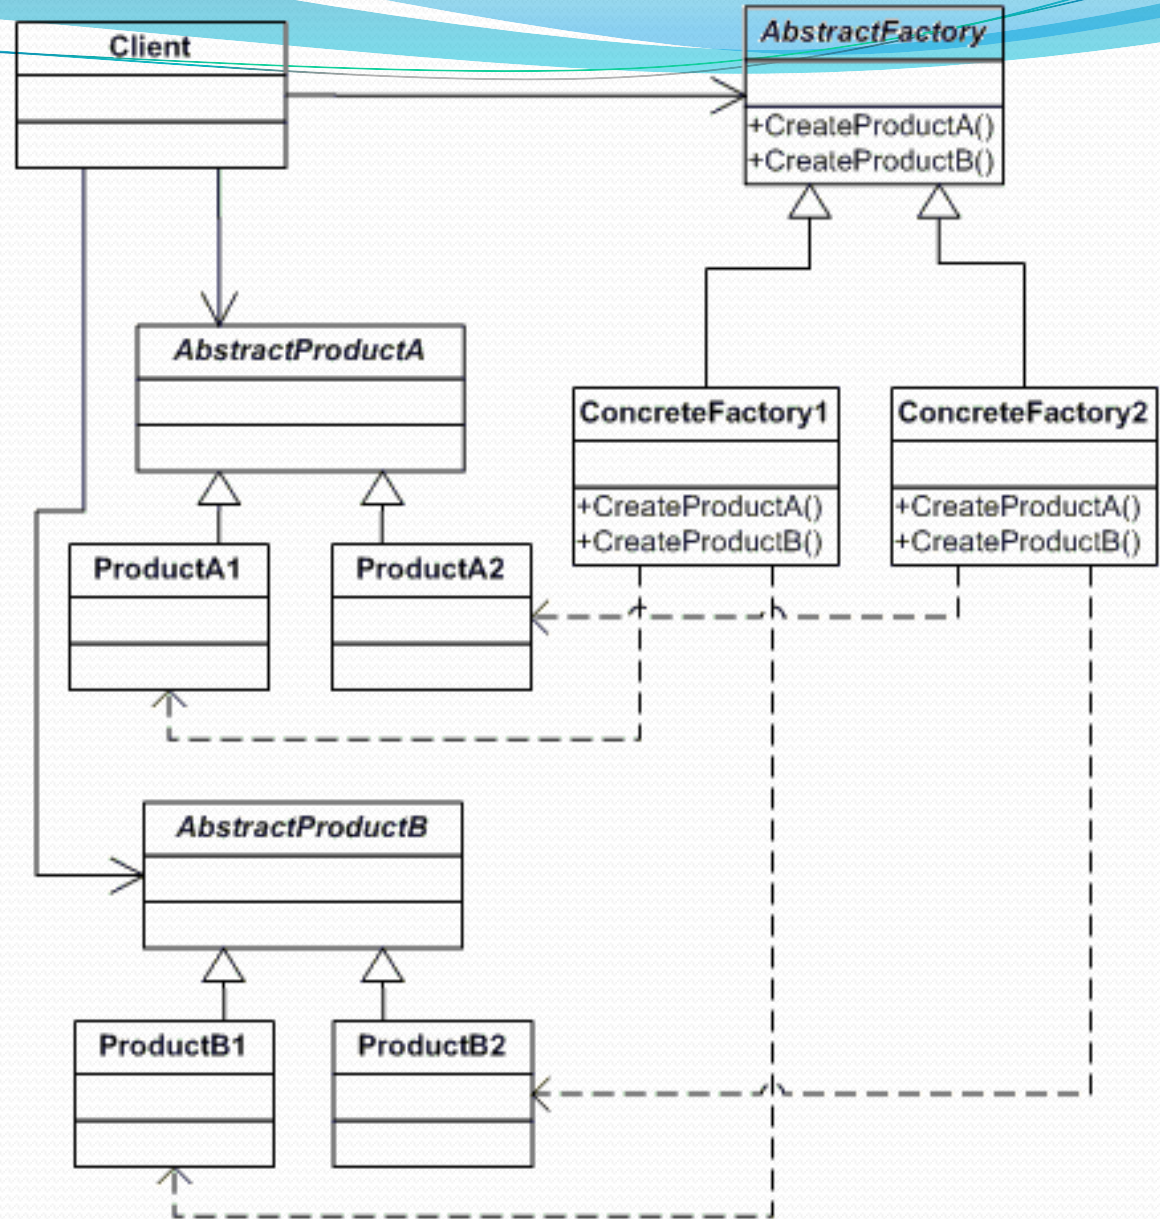 Client
AbstractFactory
+CreateProductA()
+CreateProductB()
AbstractProductA
ConcreteFactory1
+CreateProductA()
+CreateProductB()
ConcreteFactory2
+CreateProductA()
+CreateProductB()
ProductA1
ProductA2
AbstractProductB
ProductB1
ProductB2